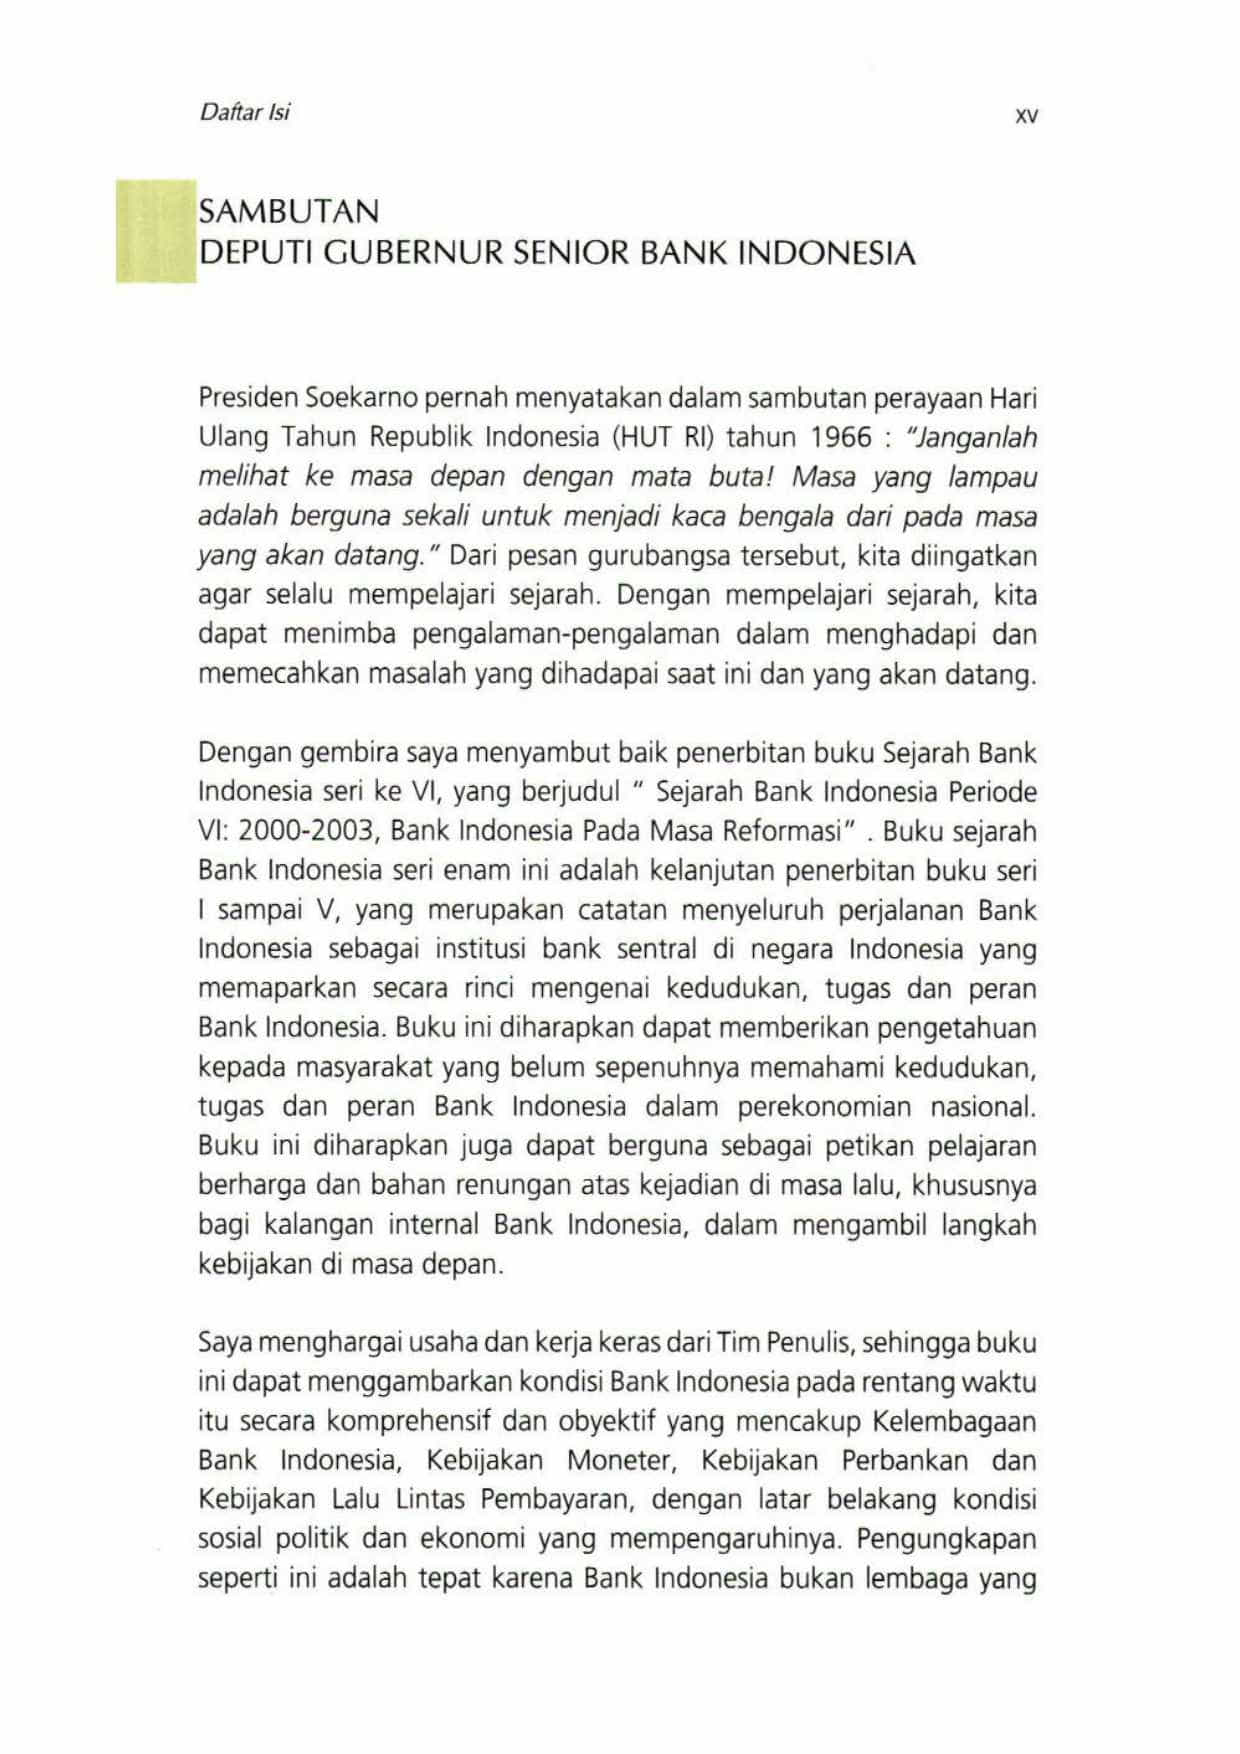 Daftar Isi
xv
SAMBUTAN
DEPUTI GUBERNUR SENIOR BANK INDONESIA
Presiden Soekarno pernah menyatakan dalam sambutan perayaan Hari
Ulang Tahun Republik Indonesia (HUT RI) tahun 1966 : "Janganlah
melihat ke masa depan dengan mata buta! Masa yang lampau
adalah berguna sekali untuk menjadi kaca bengala dari pada masa
yang akan datang." Dari pesan gurubangsa tersebut, kita diingatkan
agar selalu mempelajari sejarah. Dengan mempelajari sejarah, kita
dapat menimba pengalaman-pengalaman dalam menghadapi dan
memecahkan masalah yang dihadapai saat ini dan yang akan datang.
Dengan gembira saya menyambut baik penerbitan buku Sejarah Bank
Indonesia seri ke VI, yang berjudul " Sejarah Bank Indonesia Periode
VI: 2000-2003, Bank Indonesia Pada Masa Reformasi" . Buku sejarah
Bank Indonesia seri enam ini adalah kelanjutan penerbitan buku seri
I sampai V, yang merupakan catatan menyeluruh perjalanan Bank
Indonesia sebagai institusi bank sentral di negara Indonesia yang
memaparkan secara rinci mengenai kedudukan, tugas dan peran
Bank Indonesia. Buku ini diharapkan dapat memberikan pengetahuan
kepada masyarakat yang belum sepenuhnya memahami kedudukan,
tugas dan peran Bank Indonesia dalam perekonomian nasional.
Buku ini diharapkan juga dapat berguna sebagai petikan pelajaran
berharga dan bahan renungan atas kejadian di masa lalu, khususnya
bagi kalangan internal Bank Indonesia, dalam mengambil langkah
kebijakan di masa depan.
Saya menghargai usaha dan kerja keras dari Tim Penulis, sehingga buku
ini dapat menggambarkan kondisi Bank Indonesia pada rentang waktu
itu secara komprehensif dan obyektif yang mencakup Kelembagaan
Bank Indonesia, Kebijakan Moneter, Kebijakan Perbankan dan
Kebijakan Lalu Lintas Pembayaran, dengan latar belakang kondisi
sosial politik dan ekonomi yang mempengaruhinya. Pengungkapan
seperti ini adalah tepat karena Bank Indonesia bukan lembaga yang